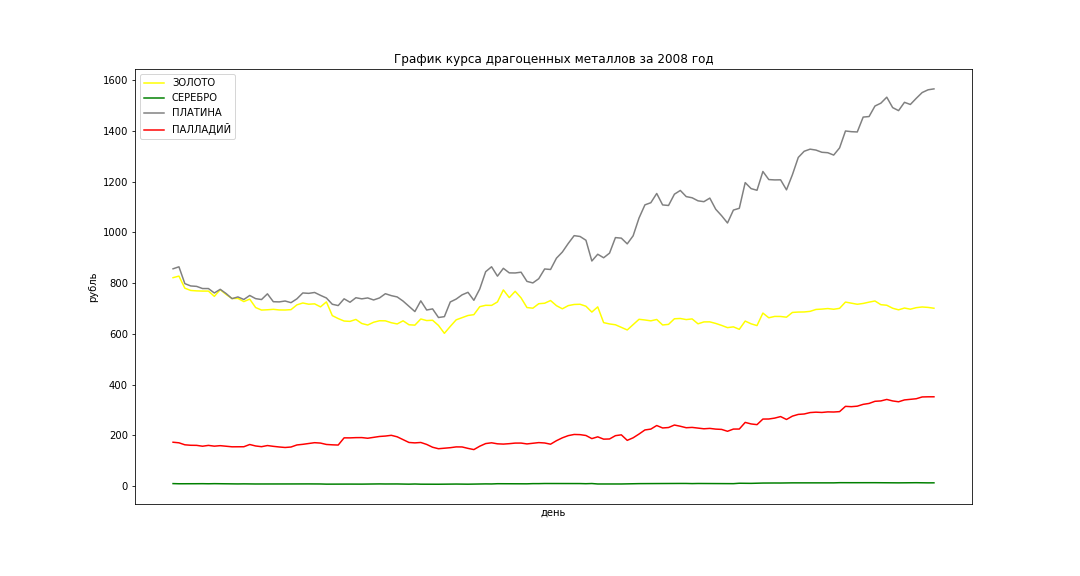 График курса драгоценных металлов за 2008 год
ЗОЛОТО
СЕРЕБРО
ПЛАТИНА
ПАЛЛАДИЙ
1600
1400
1200
1000
800
600
400
200
0
рубль
день